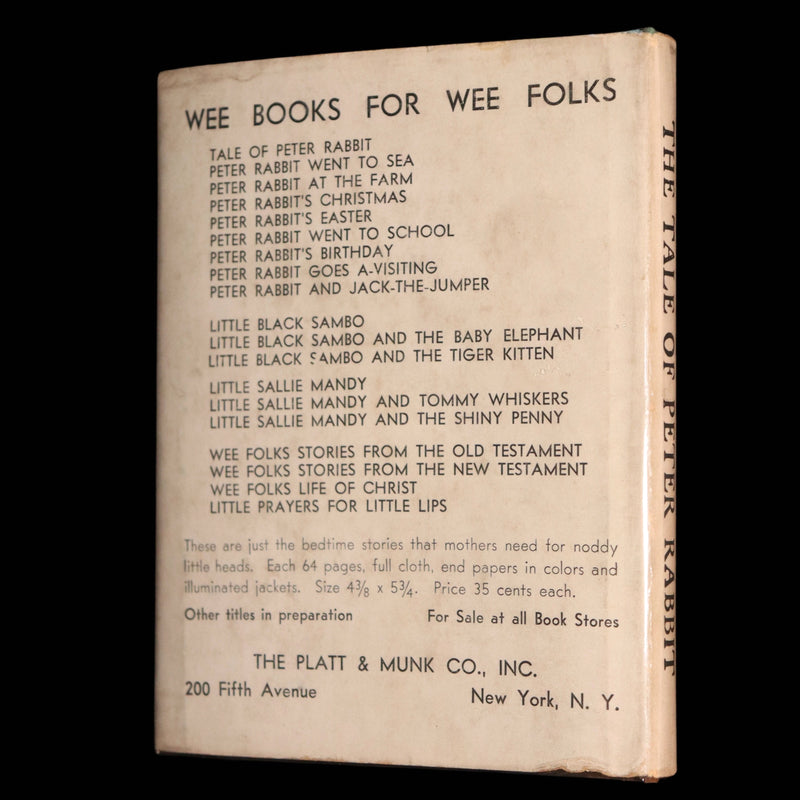 WEE BOOKS FOR WEE FOLKS
TALE OF PETER RABBIT
PETER RABBIT WENT TO SEA
PETER RABBIT AT THE FARM
PETER RABBIT'S CHRISTMAS
PETER RABBIT'S EASTER
PETER RABBIT WENT TO SCHOOL
PETER RABBIT'S BIRTHDAY
PETER RABBIT GOES A-VISITING
PETER RABBIT AND JACK-THE-JUMPER
LITTLE BLACK SAMBO
LITTLE BLACK SAMBO AND THE BABY ELEPHANT
LITTLE BLACK SAMBO AND THE TIGER KITTEN
LITTLE SALLIE MANDY
LITTLE SALLIE MANDY AND TOMMY WHISKERS
LITTLE SALLIE MANDY AND THE SHINY PENNY
WEE FOLKS STORIES FROM THE OLD TESTAMENT
WEE FOLKS STORIES FROM THE NEW TESTAMENT
WEE FOLKS LIFE OF CHRIST
LITTLE PRAYERS FOR LITTLE LIPS
These are just the bedtime stories that mothers need for noddy
little heads. Each 64 pages, full cloth, end papers in colors and
illuminated jackets. Size 4⅜ x 5¾. Price 35 cents each.
Other titles in preparation For Sale at all Book Stores
THE PLATT & MUNK CO., INC.
200 Fifth Avenue New York, N. Y.
THE TALE OF PETER RABBIT